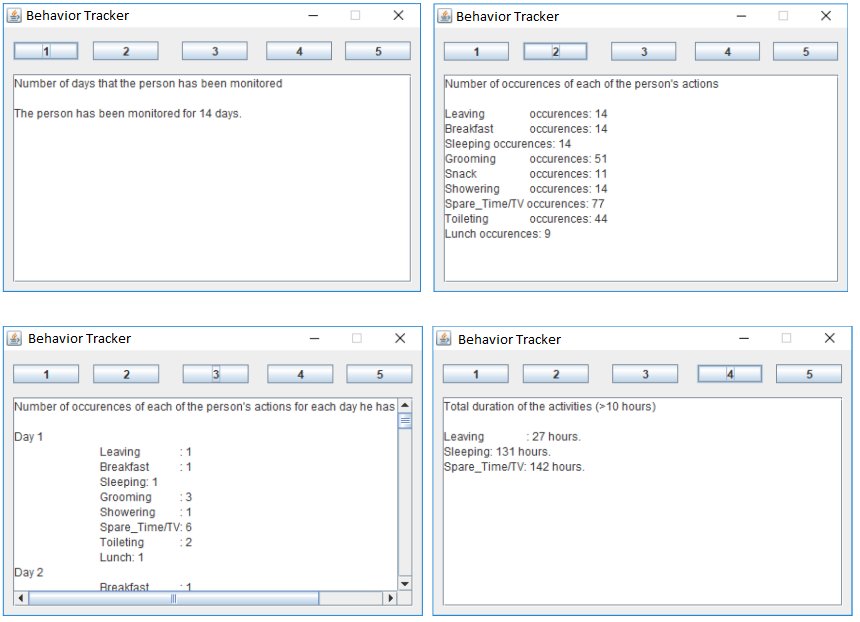 Behavior Tracker
1 2 3 4 5
Number of days that the person has been monitored
The person has been monitored for 14 days.
Behavior Tracker
1 2 3 4 5
Number of occurences of each of the person's actions
Leaving occurences: 14
Breakfast occurences: 14
Sleeping occurences: 14
Grooming occurences: 51
Snack occurences: 11
Showering occurences: 14
Spare_Time/TV occurences: 77
Toileting occurences: 44
Lunch occurences: 9
Behavior Tracker
1 2 3 4 5
Number of occurences of each of the person's actions for each day he has
Day 1
Leaving : 1
Breakfast : 1
Sleeping: 1
Grooming : 3
Showering : 1
Spare_Time/TV: 6
Toileting : 2
Lunch: 1
Day 2
Breakfast : 1
Behavior Tracker
1 2 3 4 5
Total duration of the activities (>10 hours)
Leaving : 27 hours.
Sleeping: 131 hours.
Spare_Time/TV: 142 hours.